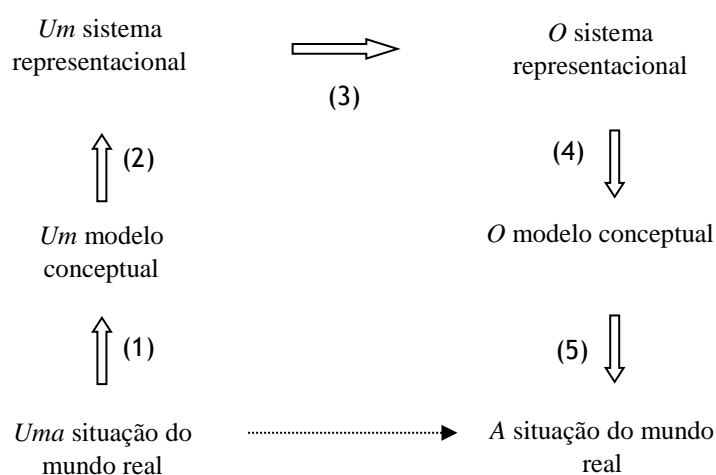 Um sistema
representacional
(3)
O sistema
representacional
(2)
(4)
Um modelo
conceptual
O modelo conceptual
(1)
(5)
Uma situação do
mundo real
A situação do mundo
real